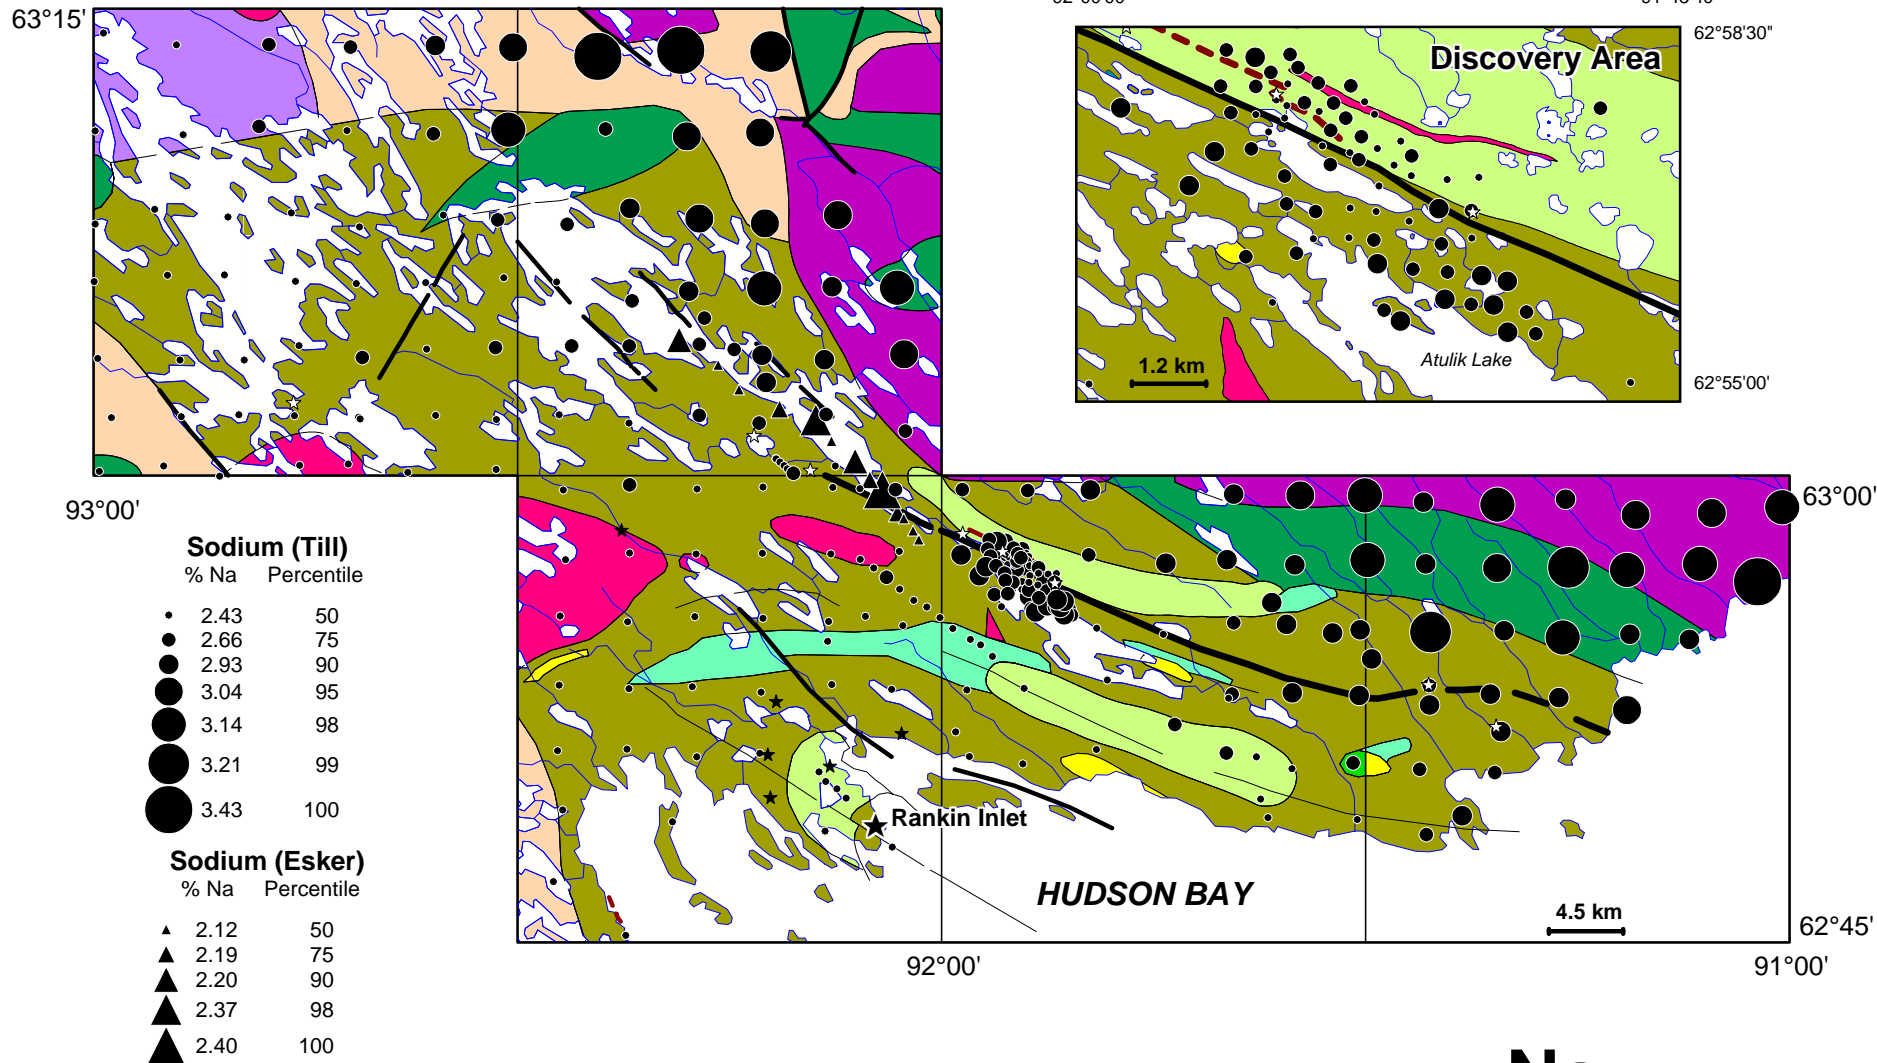 63°15'
62°58'30"
Discovery Area
1.2 km
Atulik Lake
62°55'00'
93°00'
63°00'
Sodium (Till)
% Na Percentile
2.43 50
2.66 75
2.93 90
3.04 95
3.14 98
3.21 99
3.43 100
Sodium (Esker)
% Na Percentile
2.12 50
2.19 75
2.20 90
2.37 98
2.40 100
Rankin Inlet
HUDSON BAY
4.5 km
62°45'
92°00'
91°00'